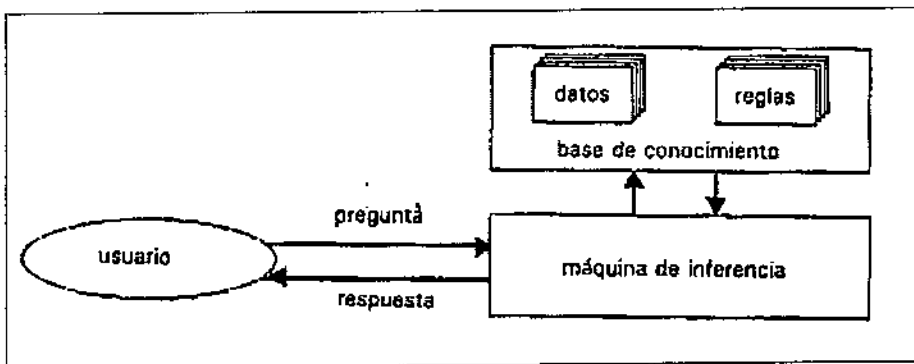 datos
reglas
base de conocimiento
pregunta
usuario
máquina de inferencia
respuesta